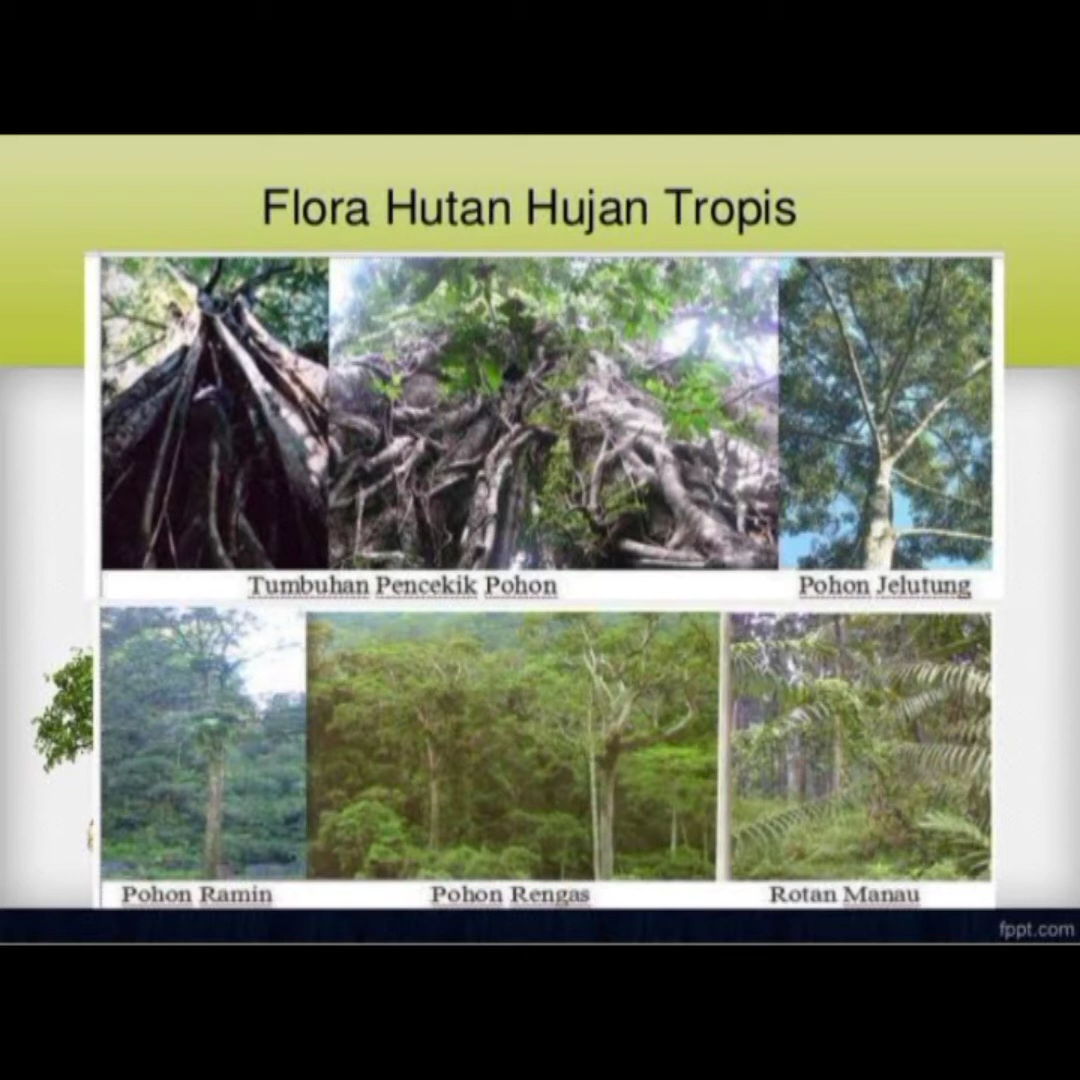 Flora Hutan Hujan Tropis
Tumbuhan Pencekik Pohon
Pohon Jelutung
Pohon Ramin
Pohon Rengas
Rotan Manau
fppt.com